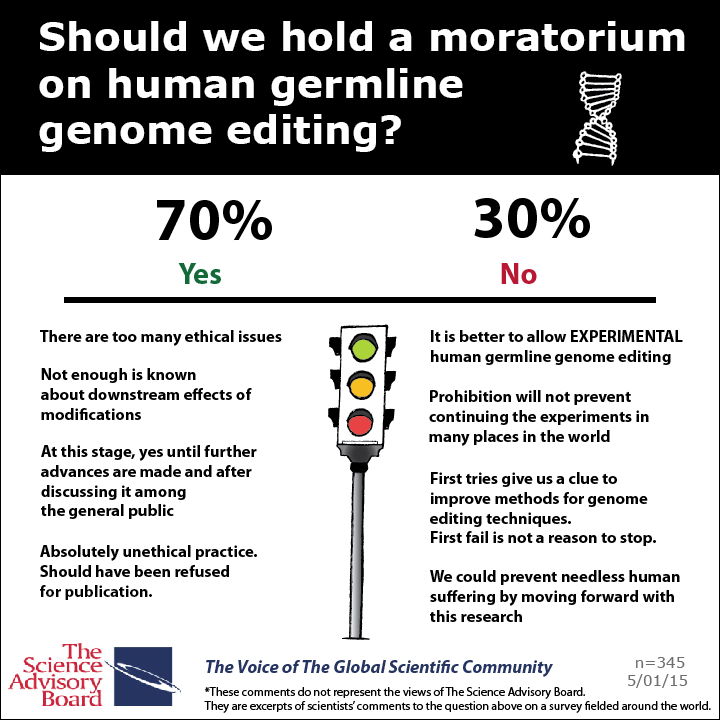 Should we hold a moratorium
on human germline
genome editing?
70%
Yes
30%
No
There are too many ethical issues
Not enough is known
about downstream effects of
modifications
At this stage, yes until further
advances are made and after
discussing it among
the general public
Absolutely unethical practice.
Should have been refused
for publication.
It is better to allow EXPERIMENTAL
human germline genome editing
Prohibition will not prevent
continuing the experiments in
many places in the world
First tries give us a clue to
improve methods for genome
editing techniques.
First fail is not a reason to stop.
We could prevent needless human
suffering by moving forward with
this research
The
Science
Advisory
Board
The Voice of The Global Scientific Community
n=345
5/01/15
*These comments do not represent the views of The Science Advisory Board.
They are excerpts of scientists' comments to the question above on a survey fielded around the world.